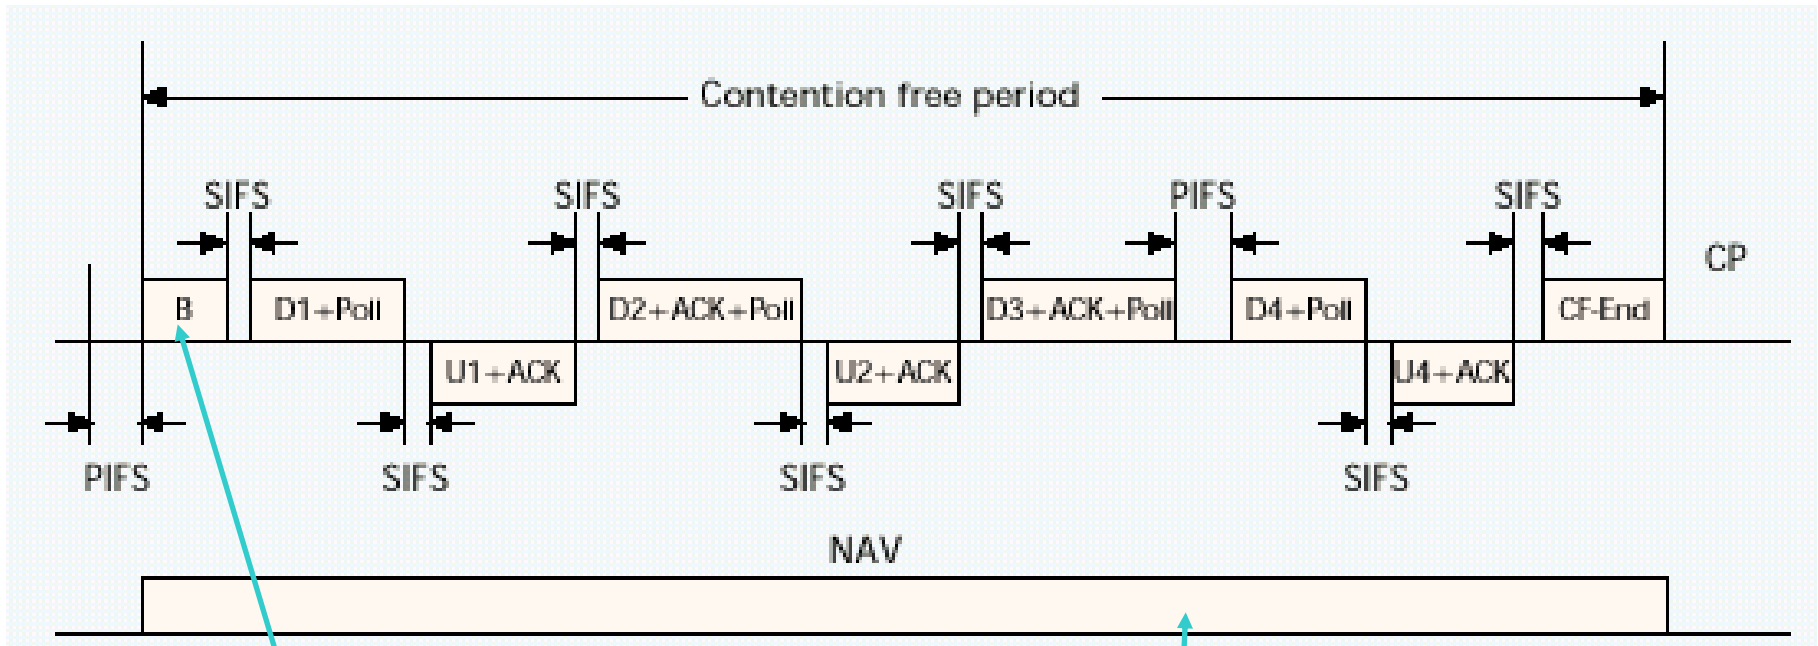 Contention free period
SIFS SIFS SIFS PIFS SIFS
CP
B D1+Poll D2+ACK+Poll D3+ACK+Poll D4+Poll CF-End
U1+ACK U2+ACK U4+ACK
PIFS SIFS SIFS SIFS
NAV